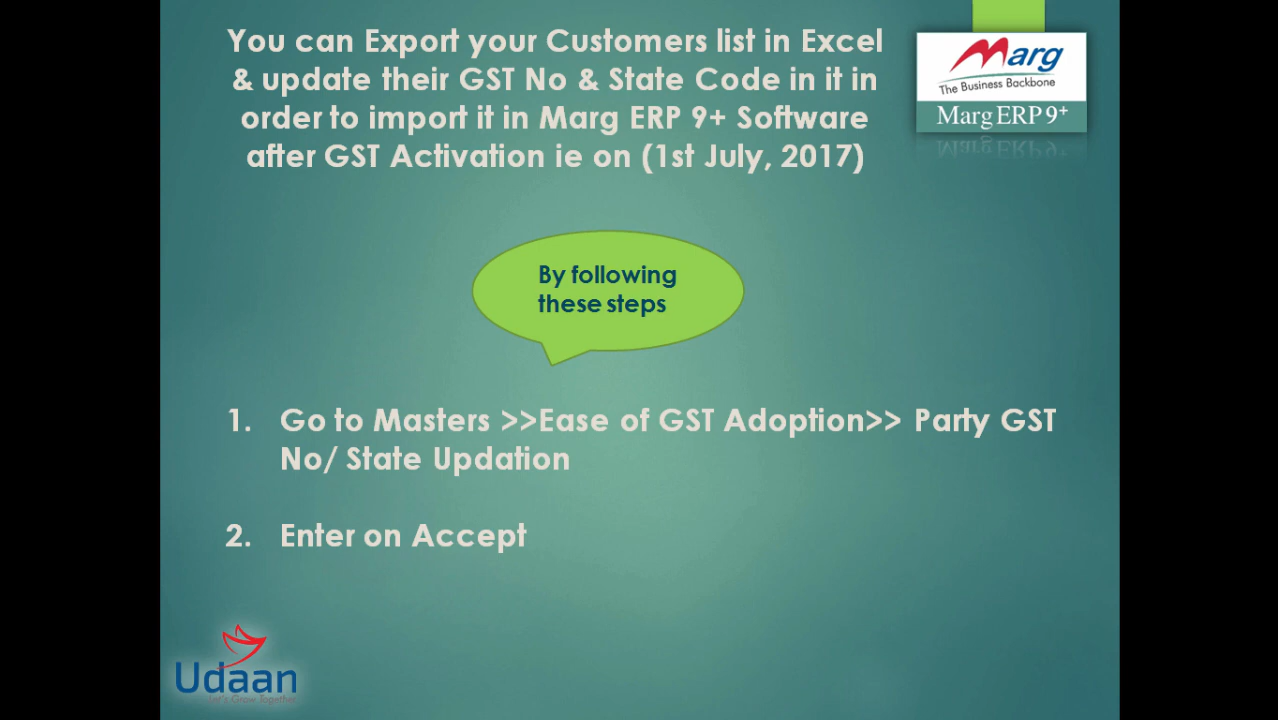 You can Export your Customers list in Excel
& update their GST No & State Code in it in
order to import it in Marg ERP 9+ Software
after GST Activation ie on (1st July, 2017)
Marg
The Business Backbone
Marg ERP 9+
By following
these steps
1. Go to Masters >>Ease of GST Adoption>> Party GST
No/ State Updation
2. Enter on Accept
Udaan
Let's Grow Together